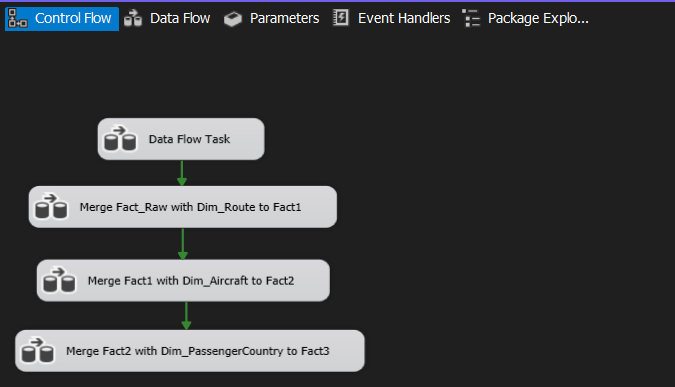 Control Flow Data Flow Parameters Event Handlers Package Explo...
Data Flow Task
Merge Fact_Raw with Dim_Route to Fact1
Merge Fact1 with Dim_Aircraft to Fact2
Merge Fact2 with Dim_PassengerCountry to Fact3